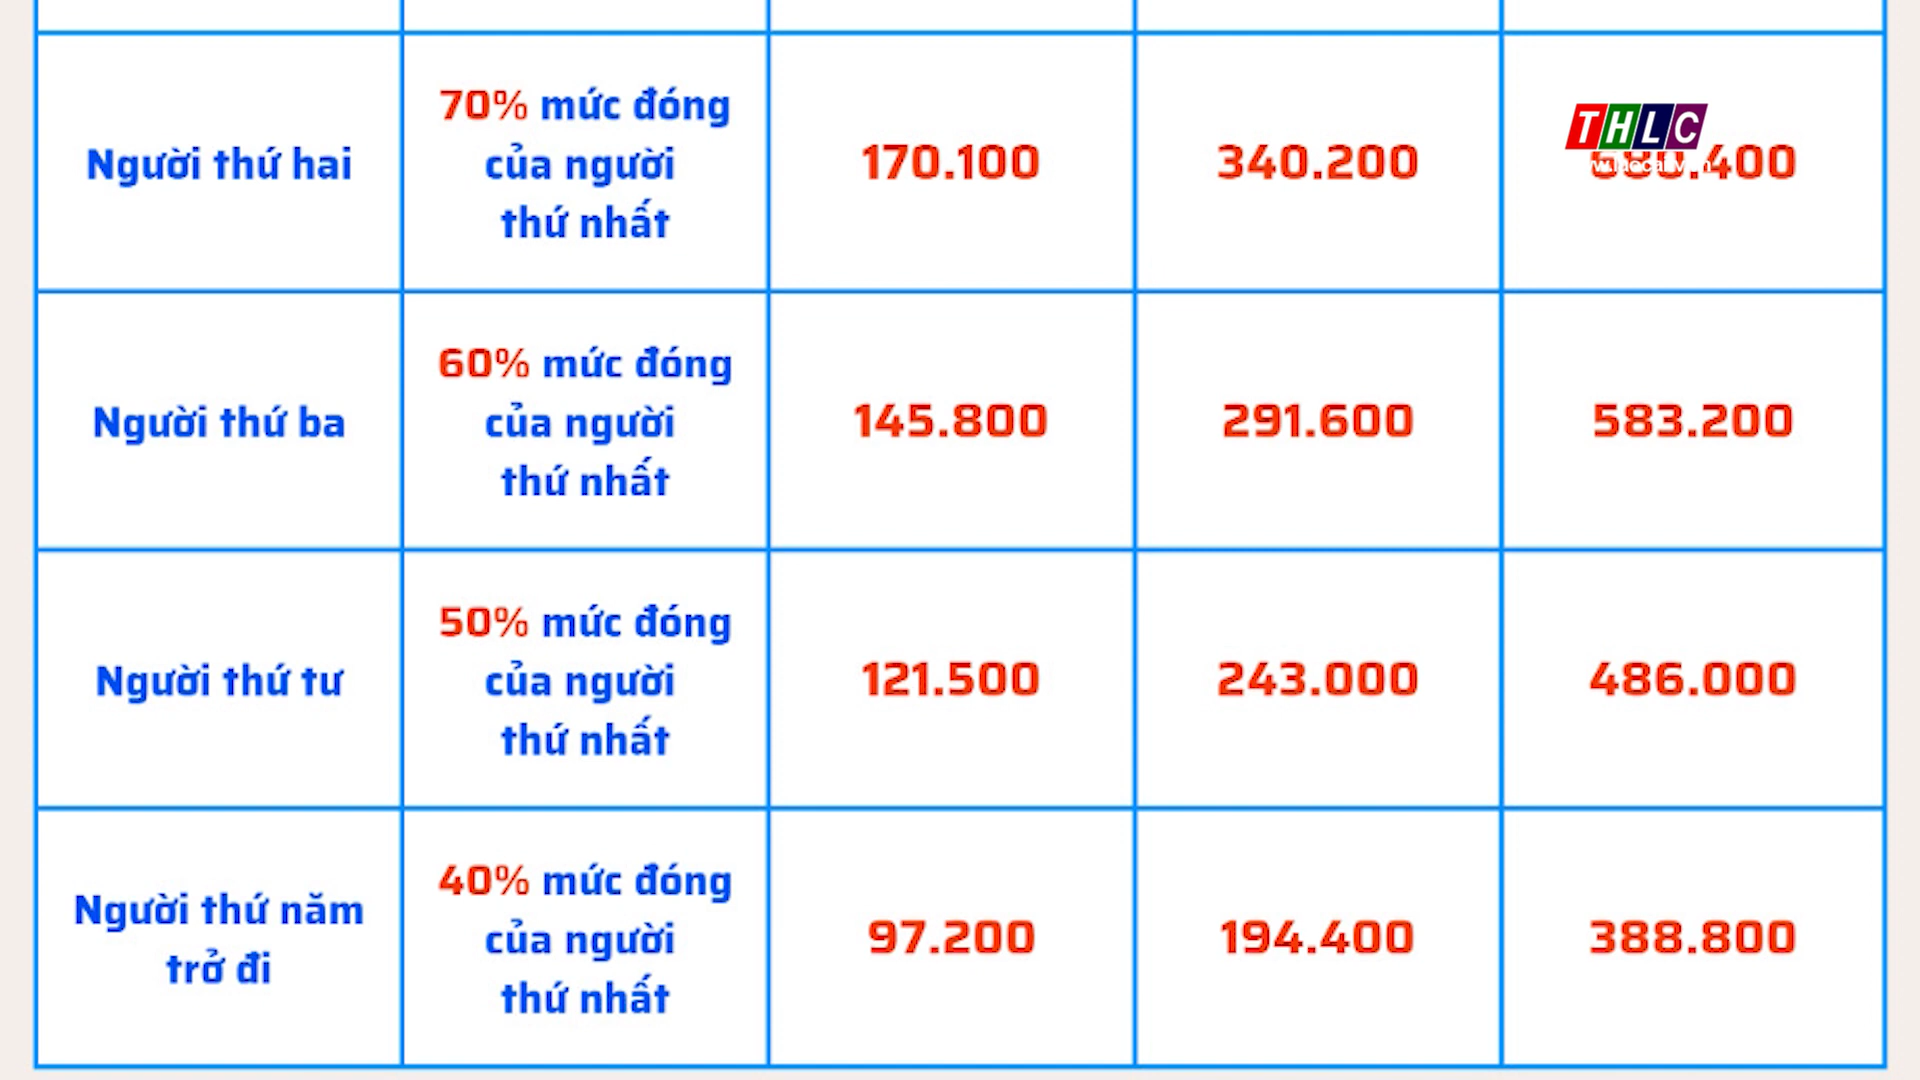 Người thứ hai
70% mức đóng
của người
thứ nhất
170.100
340.200
THLC
Người thứ ba
60% mức đóng
của người
thứ nhất
145.800
291.600
583.200
Người thứ tư
50% mức đóng
của người
thứ nhất
121.500
243.000
486.000
Người thứ năm
trở đi
40% mức đóng
của người
thứ nhất
97.200
194.400
388.800